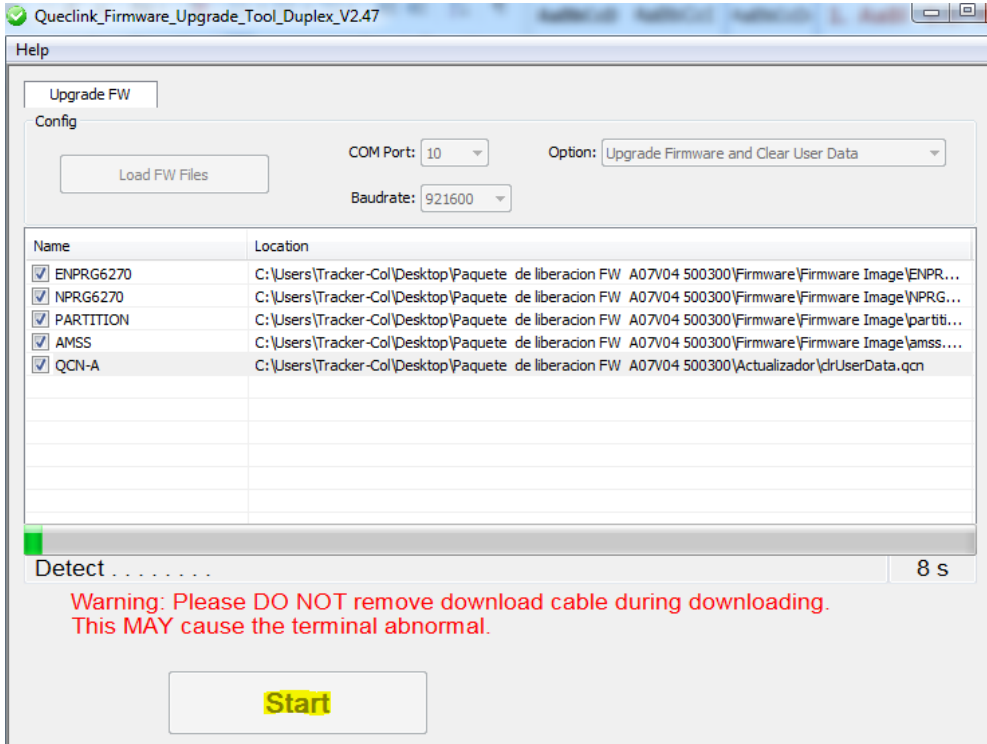 Queclink_Firmware_Upgrade_Tool_Duplex_V2.47
Help
Upgrade FW
Config
Load FW Files
COM Port: 10
Option: Upgrade Firmware and Clear User Data
Baudrate: 921600
Name Location
ENPRG6270 C:\Users\Tracker-Col\Desktop\Paquete de liberacion FW A07V04 500300\Firmware\Firmware Image\ENPR...
NPRG6270 C:\Users\Tracker-Col\Desktop\Paquete de liberacion FW A07V04 500300\Firmware\Firmware Image\NPRG...
PARTITION C:\Users\Tracker-Col\Desktop\Paquete de liberacion FW A07V04 500300\Firmware\Firmware Image\partiti...
AMSS C:\Users\Tracker-Col\Desktop\Paquete de liberacion FW A07V04 500300\Firmware\Firmware Image\amss....
QCN-A C:\Users\Tracker-Col\Desktop\Paquete de liberacion FW A07V04 500300\Actualizador\clrUserData.qcn
Detect . . . . . . . . 8 s
Warning: Please DO NOT remove download cable during downloading.
This MAY cause the terminal abnormal.
Start